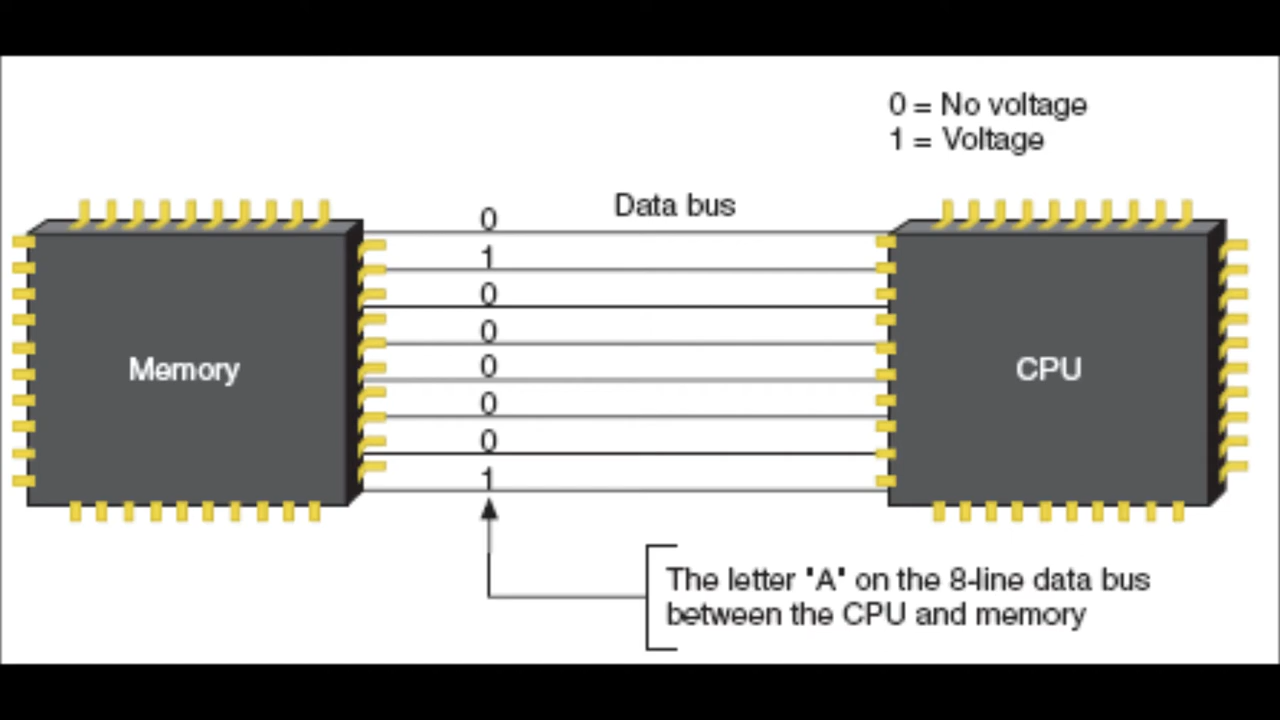 0 = No voltage
1 = Voltage
Data bus
0
1
0
0
0
0
0
1
Memory
CPU
The letter "A" on the 8-line data bus
between the CPU and memory